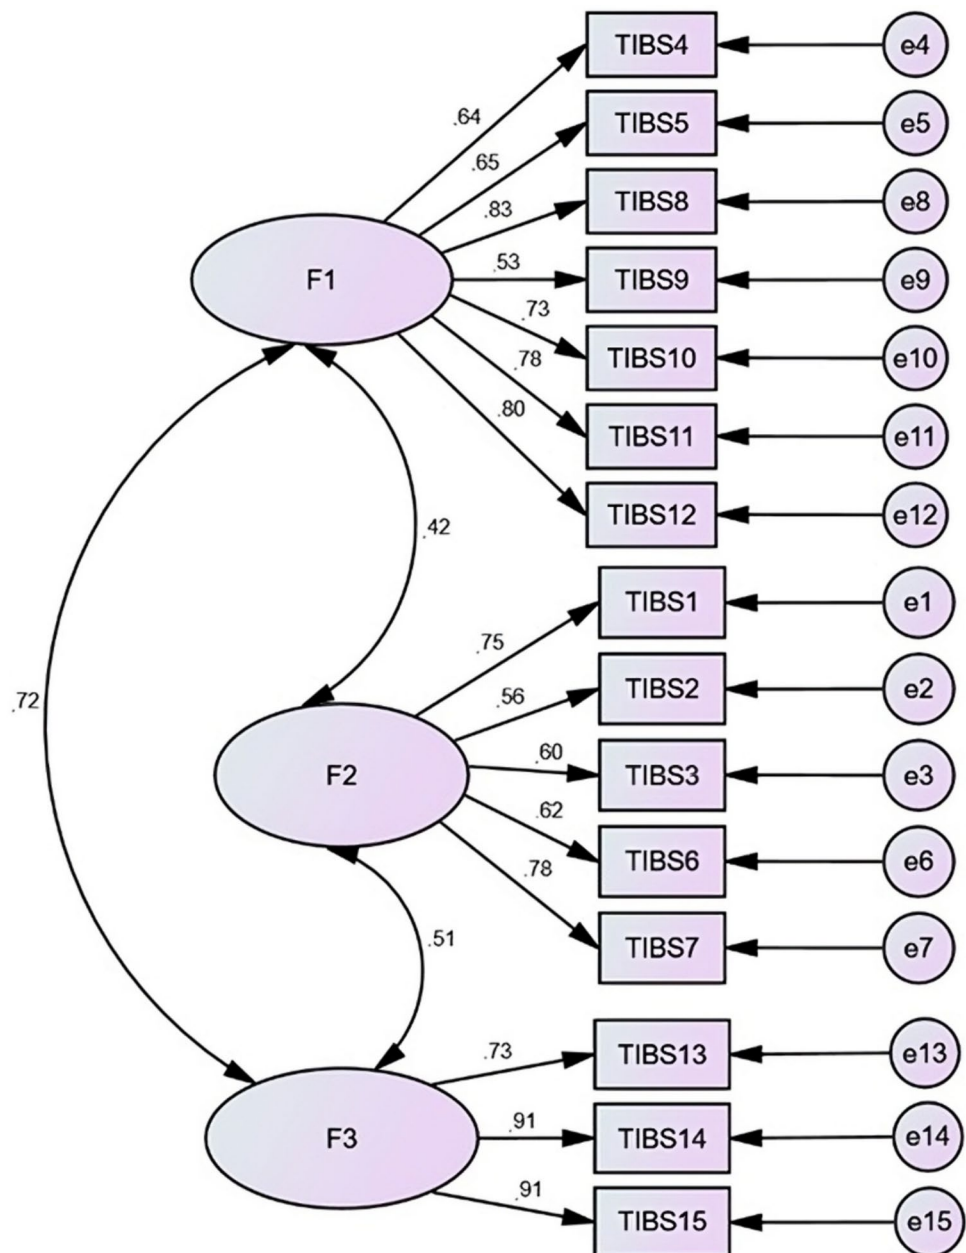 TIBS4
e4
.64
TIBS5
e5
.65
TIBS8
e8
.83
F1
.53
TIBS9
e9
.73
TIBS10
e10
.78
TIBS11
e11
.80
TIBS12
e12
.42
TIBS1
e1
.75
.72
TIBS2
e2
.56
F2
.60
TIBS3
e3
.62
TIBS6
e6
.78
TIBS7
e7
.51
TIBS13
e13
.73
F3
.91
TIBS14
e14
.91
TIBS15
e15